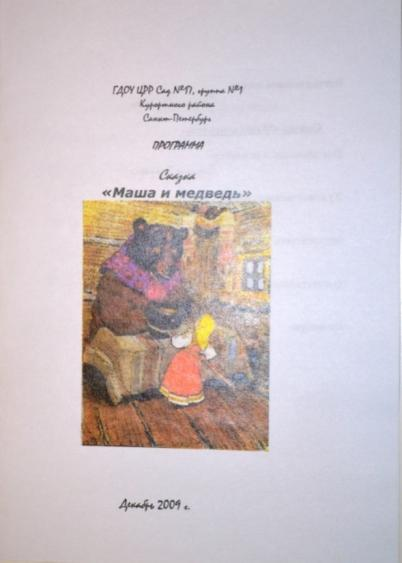 ГДОУ ЦРР Сад №17, группа №1
Курортного района
Санкт-Петербург
ПРОГРАММА
Сказка
«Маша и медведь»
Декабрь 2009 г.